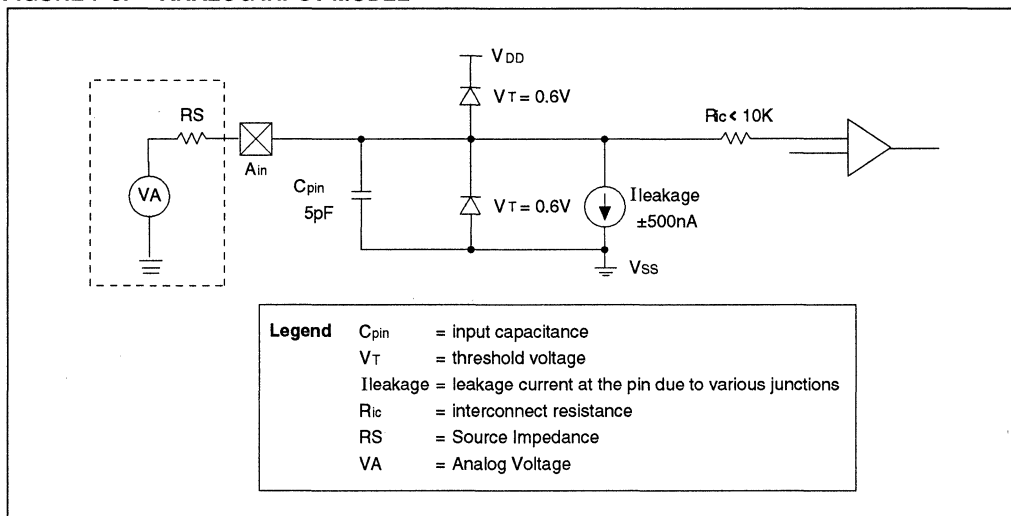 VDD
VT = 0.6V
RS
Ric < 10K
Ain
VA
Cpin
5pF
VT = 0.6V
Ileakage
±500nA
VSS
Legend Cpin = input capacitance
VT = threshold voltage
Ileakage = leakage current at the pin due to various junctions
Ric = interconnect resistance
RS = Source Impedance
VA = Analog Voltage